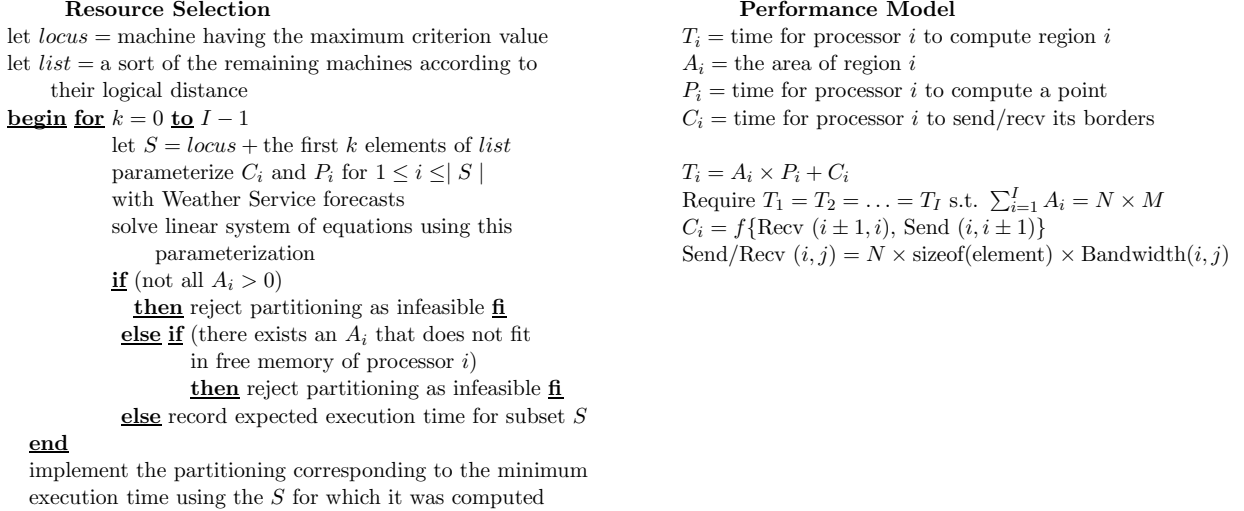 Resource Selection
let locus = machine having the maximum criterion value
let list = a sort of the remaining machines according to
their logical distance
begin for k = 0 to I − 1
let S = locus + the first k elements of list
parameterize C_i and P_i for 1 ≤ i ≤| S |
with Weather Service forecasts
solve linear system of equations using this
parameterization
if (not all A_i > 0)
then reject partitioning as infeasible fi
else if (there exists an A_i that does not fit
in free memory of processor i)
then reject partitioning as infeasible fi
else record expected execution time for subset S
end
implement the partitioning corresponding to the minimum
execution time using the S for which it was computed
Performance Model
T_i = time for processor i to compute region i
A_i = the area of region i
P_i = time for processor i to compute a point
C_i = time for processor i to send/recv its borders
T_i = A_i × P_i + C_i
Require T_1 = T_2 = … = T_I s.t. ∑_{i=1}^{I} A_i = N × M
C_i = f{Recv (i ± 1, i), Send (i, i ± 1)}
Send/Recv (i, j) = N × sizeof(element) × Bandwidth(i, j)